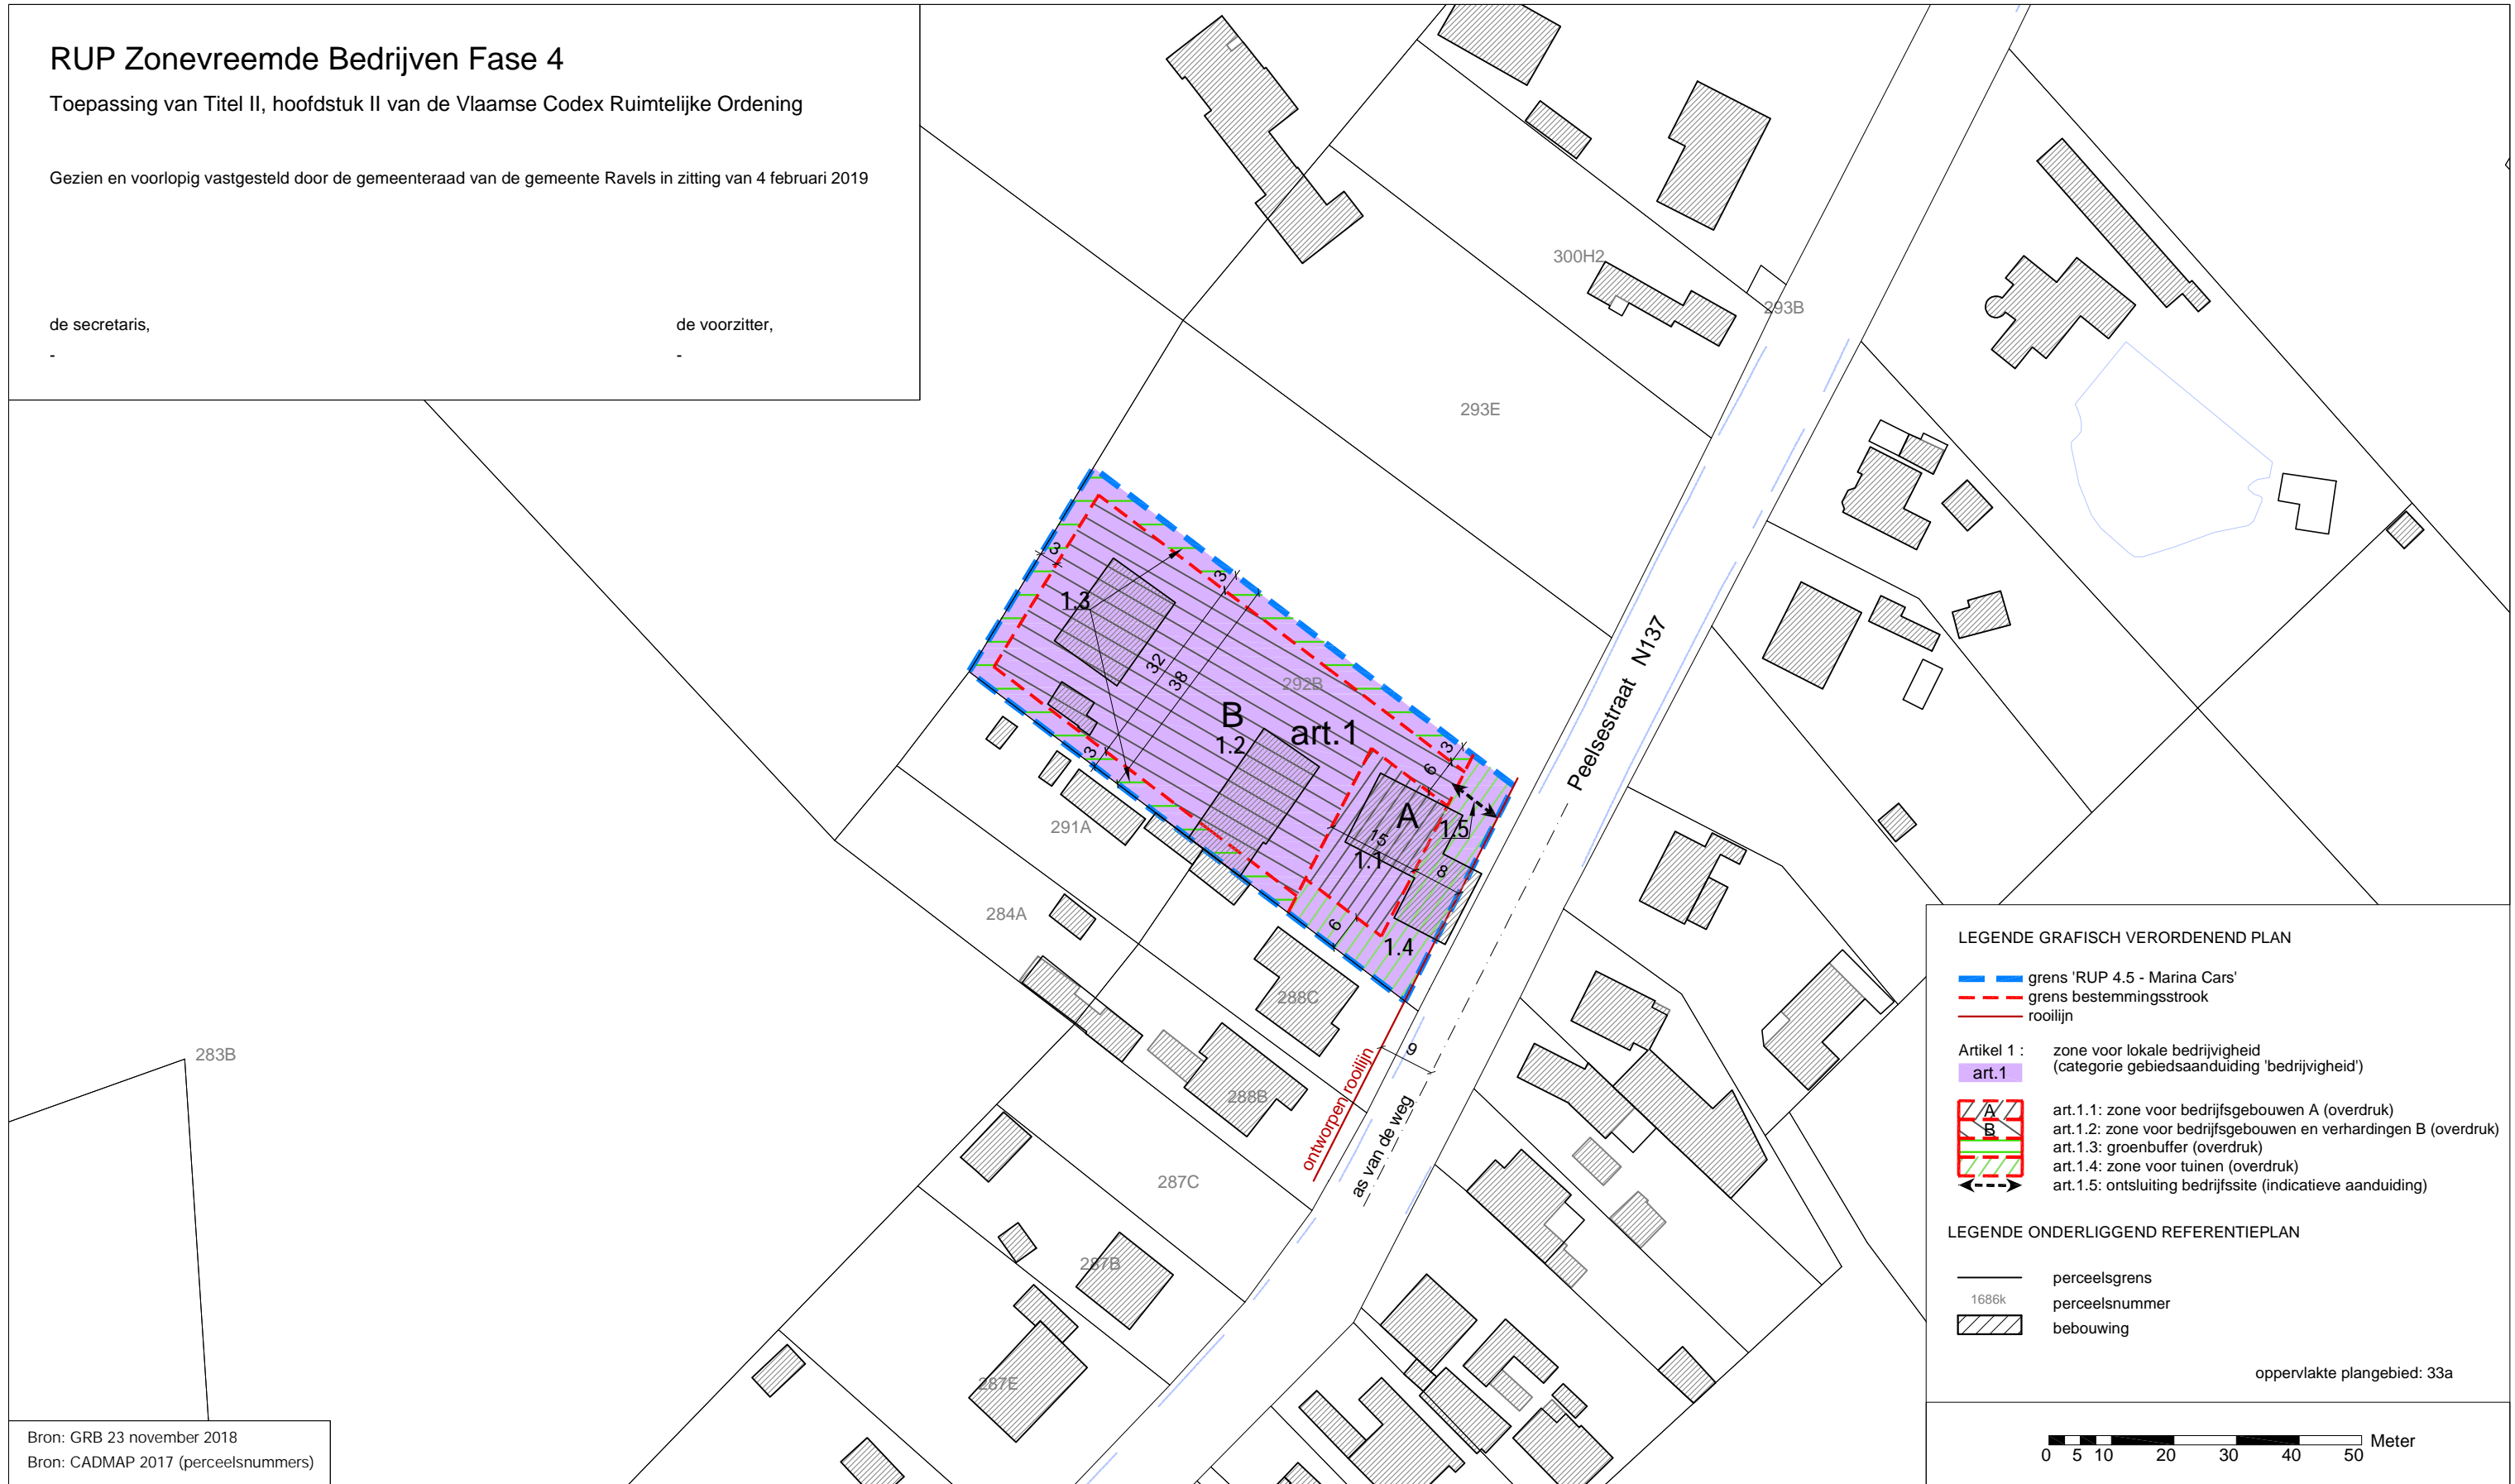 RUP Zonevreemde Bedrijven Fase 4
Toepassing van Titel II, hoofdstuk II van de Vlaamse Codex Ruimtelijke Ordening
Gezien en voorlopig vastgesteld door de gemeenteraad van de gemeente Ravels in zitting van 4 februari 2019
de secretaris,
de voorzitter,
-
-
300H2
293B
293E
3
3
1.3
32
38
292B
B
1.2
art.1
3
3
6
A
1.5
15
1.1
8
6
1.4
Peelsestraat N137
291A
284A
288C
283B
288B
9
ontworpen rooilijn
as van de weg
287C
287B
287E
LEGENDE GRAFISCH VERORDENEND PLAN
grens 'RUP 4.5 - Marina Cars'
grens bestemmingsstrook
rooilijn
Artikel 1 : zone voor lokale bedrijvigheid
art.1 (categorie gebiedsaanduiding 'bedrijvigheid')
A art.1.1: zone voor bedrijfsgebouwen A (overdruk)
B art.1.2: zone voor bedrijfsgebouwen en verhardingen B (overdruk)
art.1.3: groenbuffer (overdruk)
art.1.4: zone voor tuinen (overdruk)
art.1.5: ontsluiting bedrijfssite (indicatieve aanduiding)
LEGENDE ONDERLIGGEND REFERENTIEPLAN
perceelsgrens
1686k perceelsnummer
bebouwing
oppervlakte plangebied: 33a
Meter
0 5 10 20 30 40 50
Bron: GRB 23 november 2018
Bron: CADMAP 2017 (perceelsnummers)